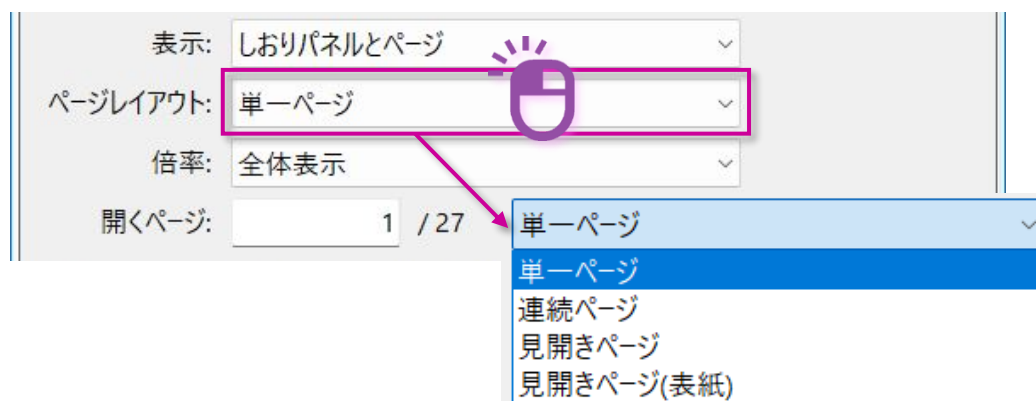 表示: しおりパネルとページ
ページレイアウト: 単一ページ
倍率: 全体表示
開くページ: 1 / 27
単一ページ
単一ページ
連続ページ
見開きページ
見開きページ(表紙)